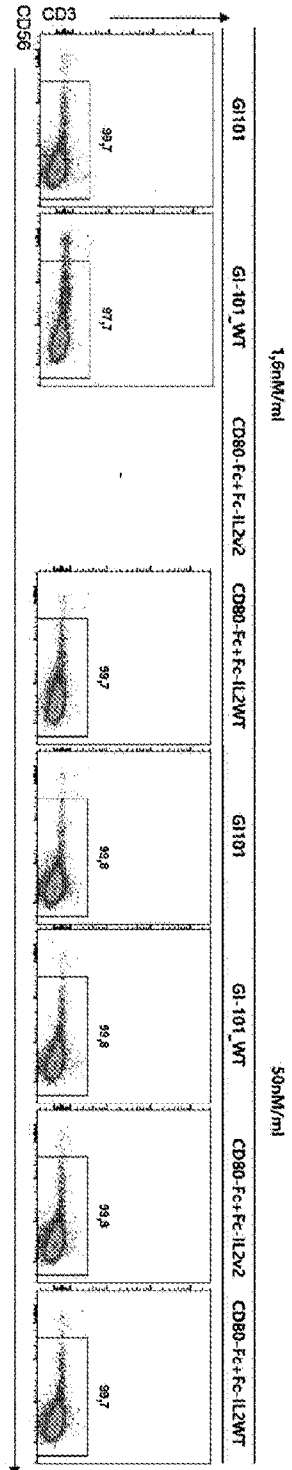 1,6nM/ml 50nM/ml
GI101 GI-101_WT CD80-Fc+Fc-IL2v2 CD80-Fc+Fc-IL2WT GI101 GI-101_WT CD80-Fc+Fc-IL2v2 CD80-Fc+Fc-IL2WT
99,7 97,7 99,7 99,8 99,8 99,8 99,7
CD3
CD56